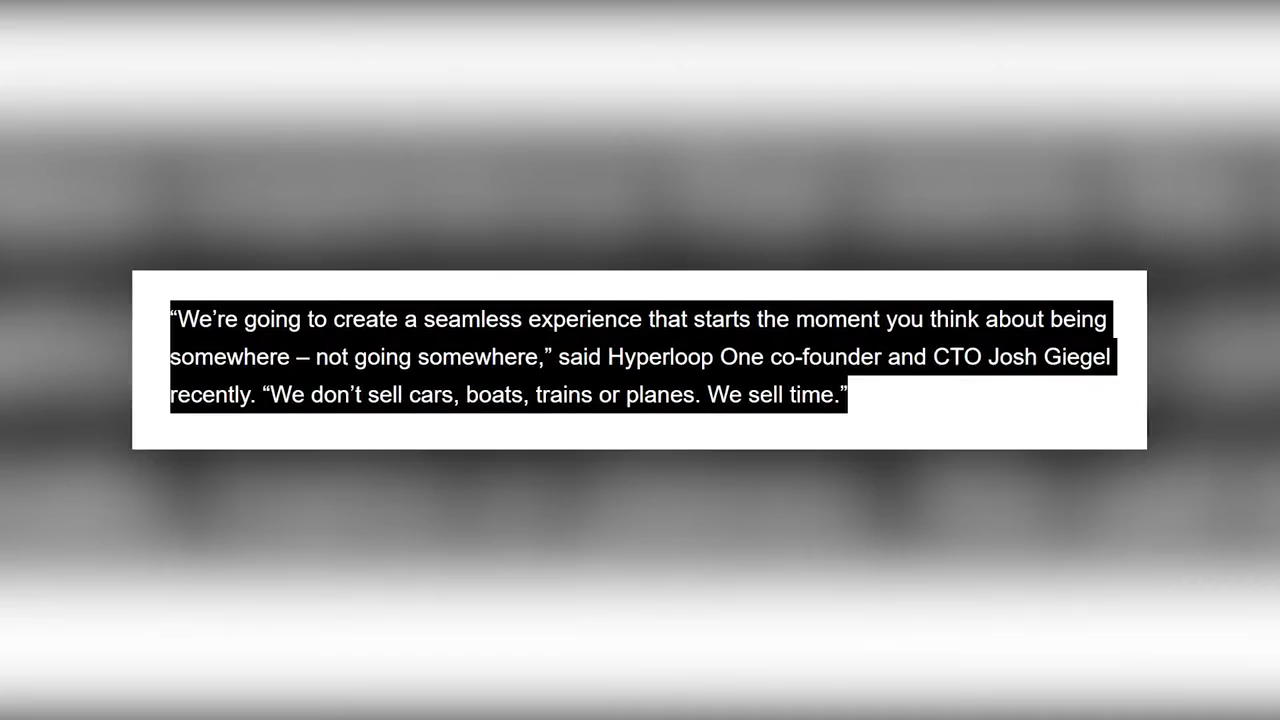 “We’re going to create a seamless experience that starts the moment you think about being
somewhere – not going somewhere,” said Hyperloop One co-founder and CTO Josh Giegel
recently. “We don’t sell cars, boats, trains or planes. We sell time.”